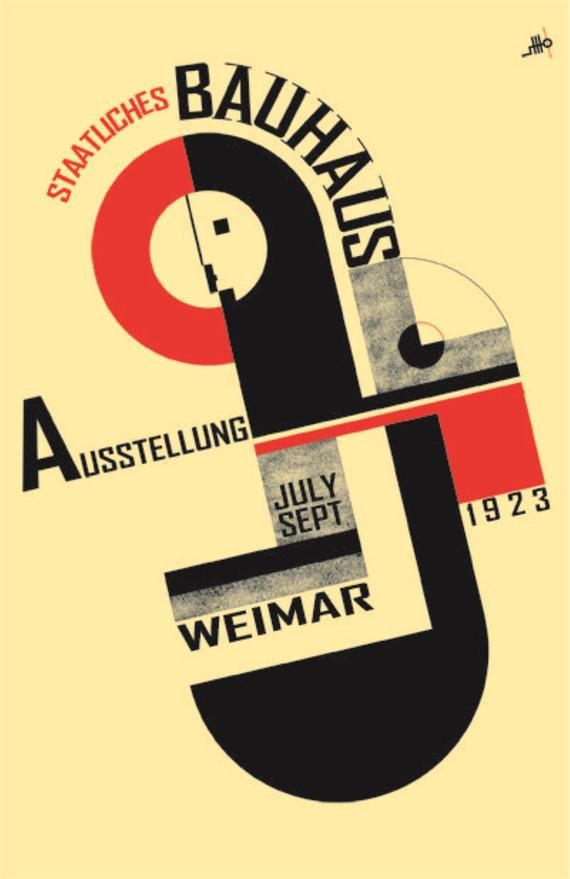 STAATLICHES
BAUHAUS
AUSSTELLUNG
JULY
SEPT
1923
WEIMAR